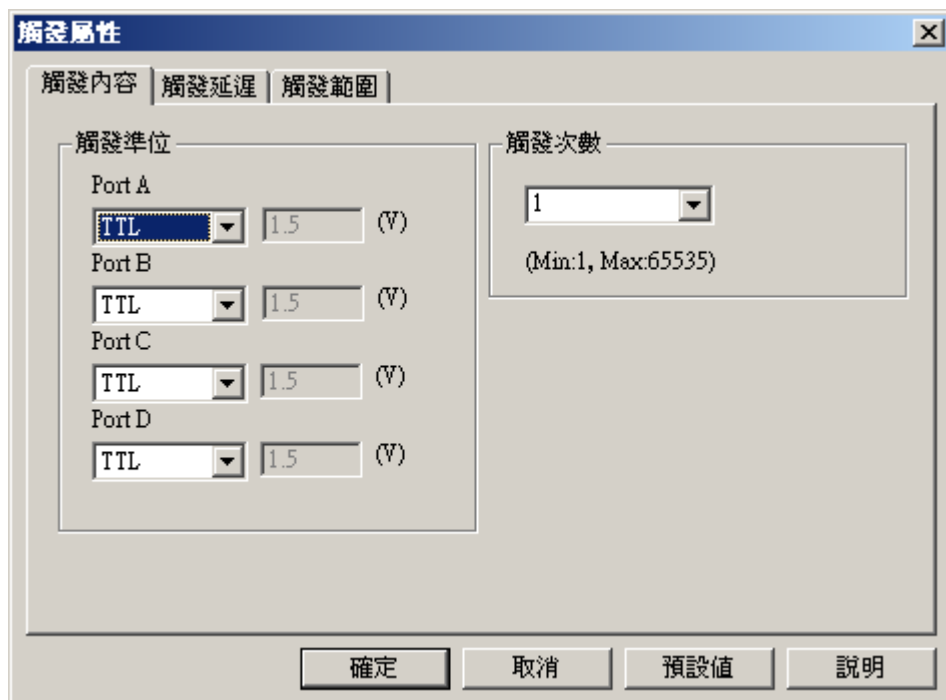 觸發屬性
觸發內容 觸發延遲 觸發範圍
觸發準位
Port A
TTL 1.5 (V)
Port B
TTL 1.5 (V)
Port C
TTL 1.5 (V)
Port D
TTL 1.5 (V)
觸發次數
1
(Min:1, Max:65535)
確定 取消 預設値 說明